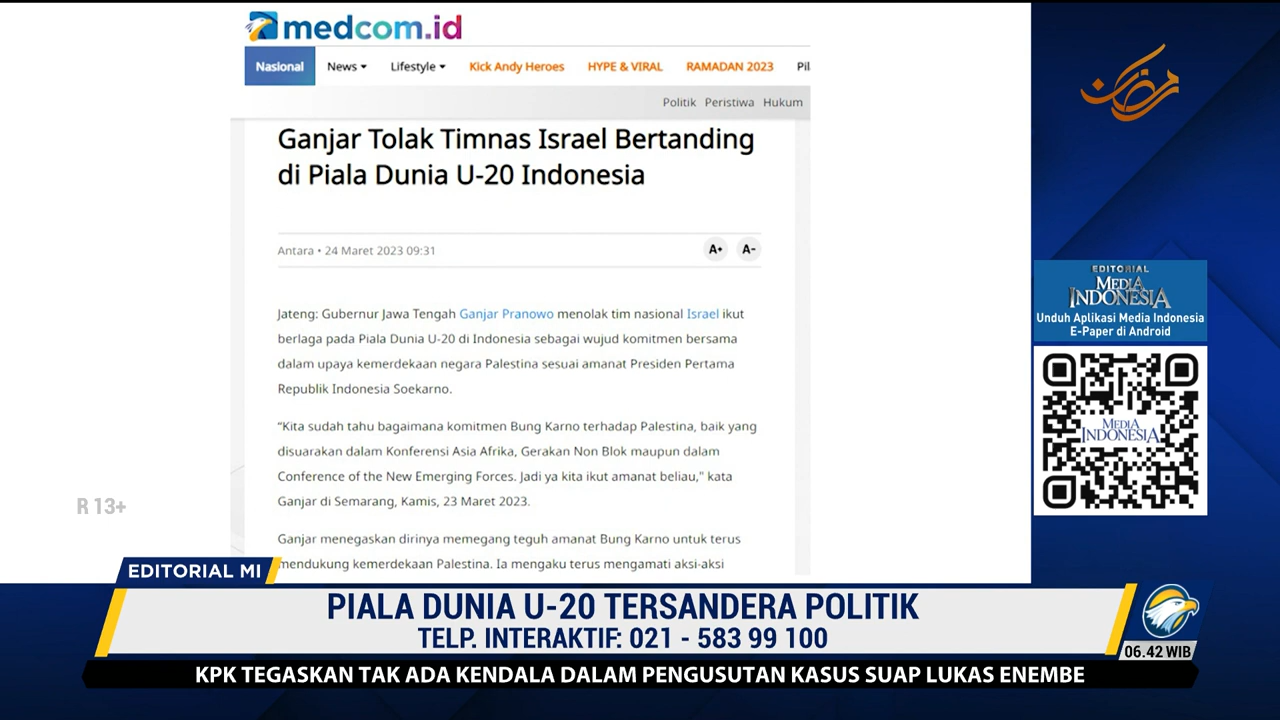 medcom.id
Nasional News Lifestyle Kick Andy Heroes HYPE & VIRAL RAMADAN 2023 Pil
Politik Peristiwa Hukum
Ganjar Tolak Timnas Israel Bertanding
di Piala Dunia U-20 Indonesia
Antara • 24 Maret 2023 09:31 A+ A-
Jateng: Gubernur Jawa Tengah Ganjar Pranowo menolak tim nasional Israel ikut
berlaga pada Piala Dunia U-20 di Indonesia sebagai wujud komitmen bersama
dalam upaya kemerdekaan negara Palestina sesuai amanat Presiden Pertama
Republik Indonesia Soekarno.
“Kita sudah tahu bagaimana komitmen Bung Karno terhadap Palestina, baik yang
disuarakan dalam Konferensi Asia Afrika, Gerakan Non Blok maupun dalam
Conference of the New Emerging Forces. Jadi ya kita ikut amanat beliau,” kata
Ganjar di Semarang, Kamis, 23 Maret 2023.
Ganjar menegaskan dirinya memegang teguh amanat Bung Karno untuk terus
mendukung kemerdekaan Palestina. Ia mengaku terus mengamati aksi-aksi
رمضان
EDITORIAL
MEDIA
INDONESIA
Unduh Aplikasi Media Indonesia
E-Paper di Android
MEDIA
INDONESIA
R 13+
EDITORIAL MI
PIALA DUNIA U-20 TERSANDERA POLITIK
TELP. INTERAKTIF: 021 - 583 99 100
06.42 WIB
KPK TEGASKAN TAK ADA KENDALA DALAM PENGUSUTAN KASUS SUAP LUKAS ENEMBE